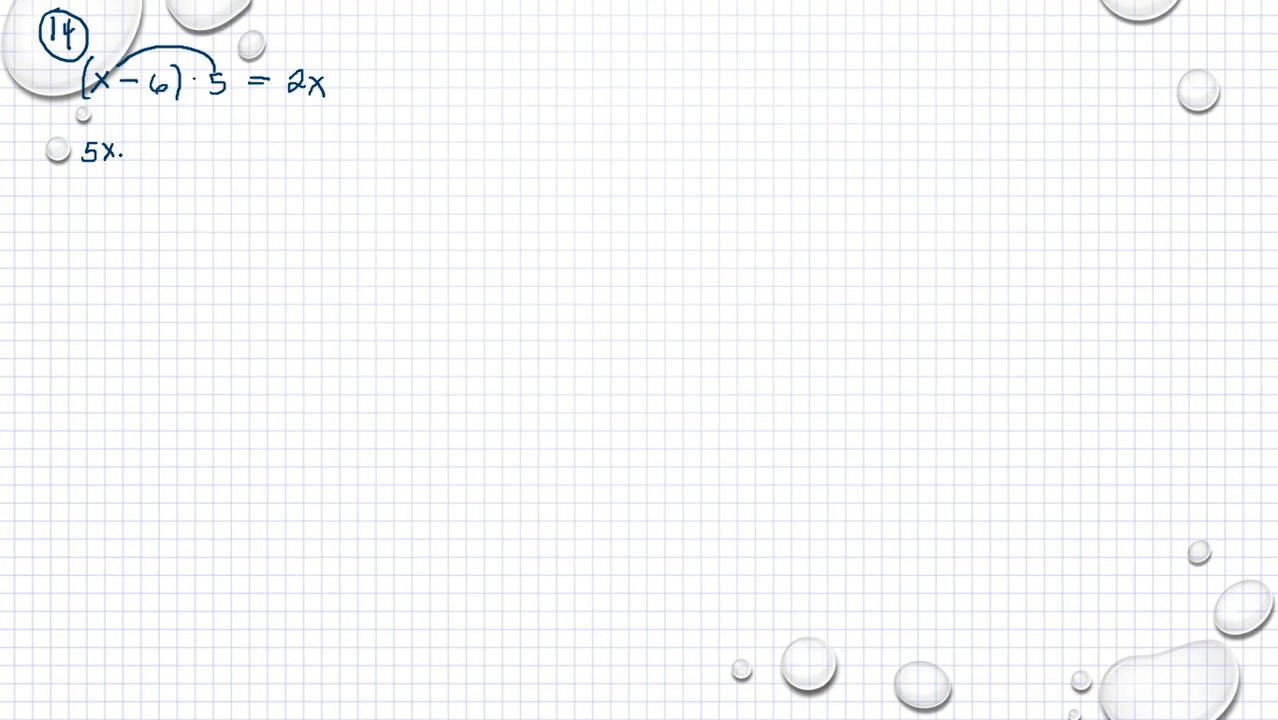 14
(x - 6) · 5 = 2x
5x.